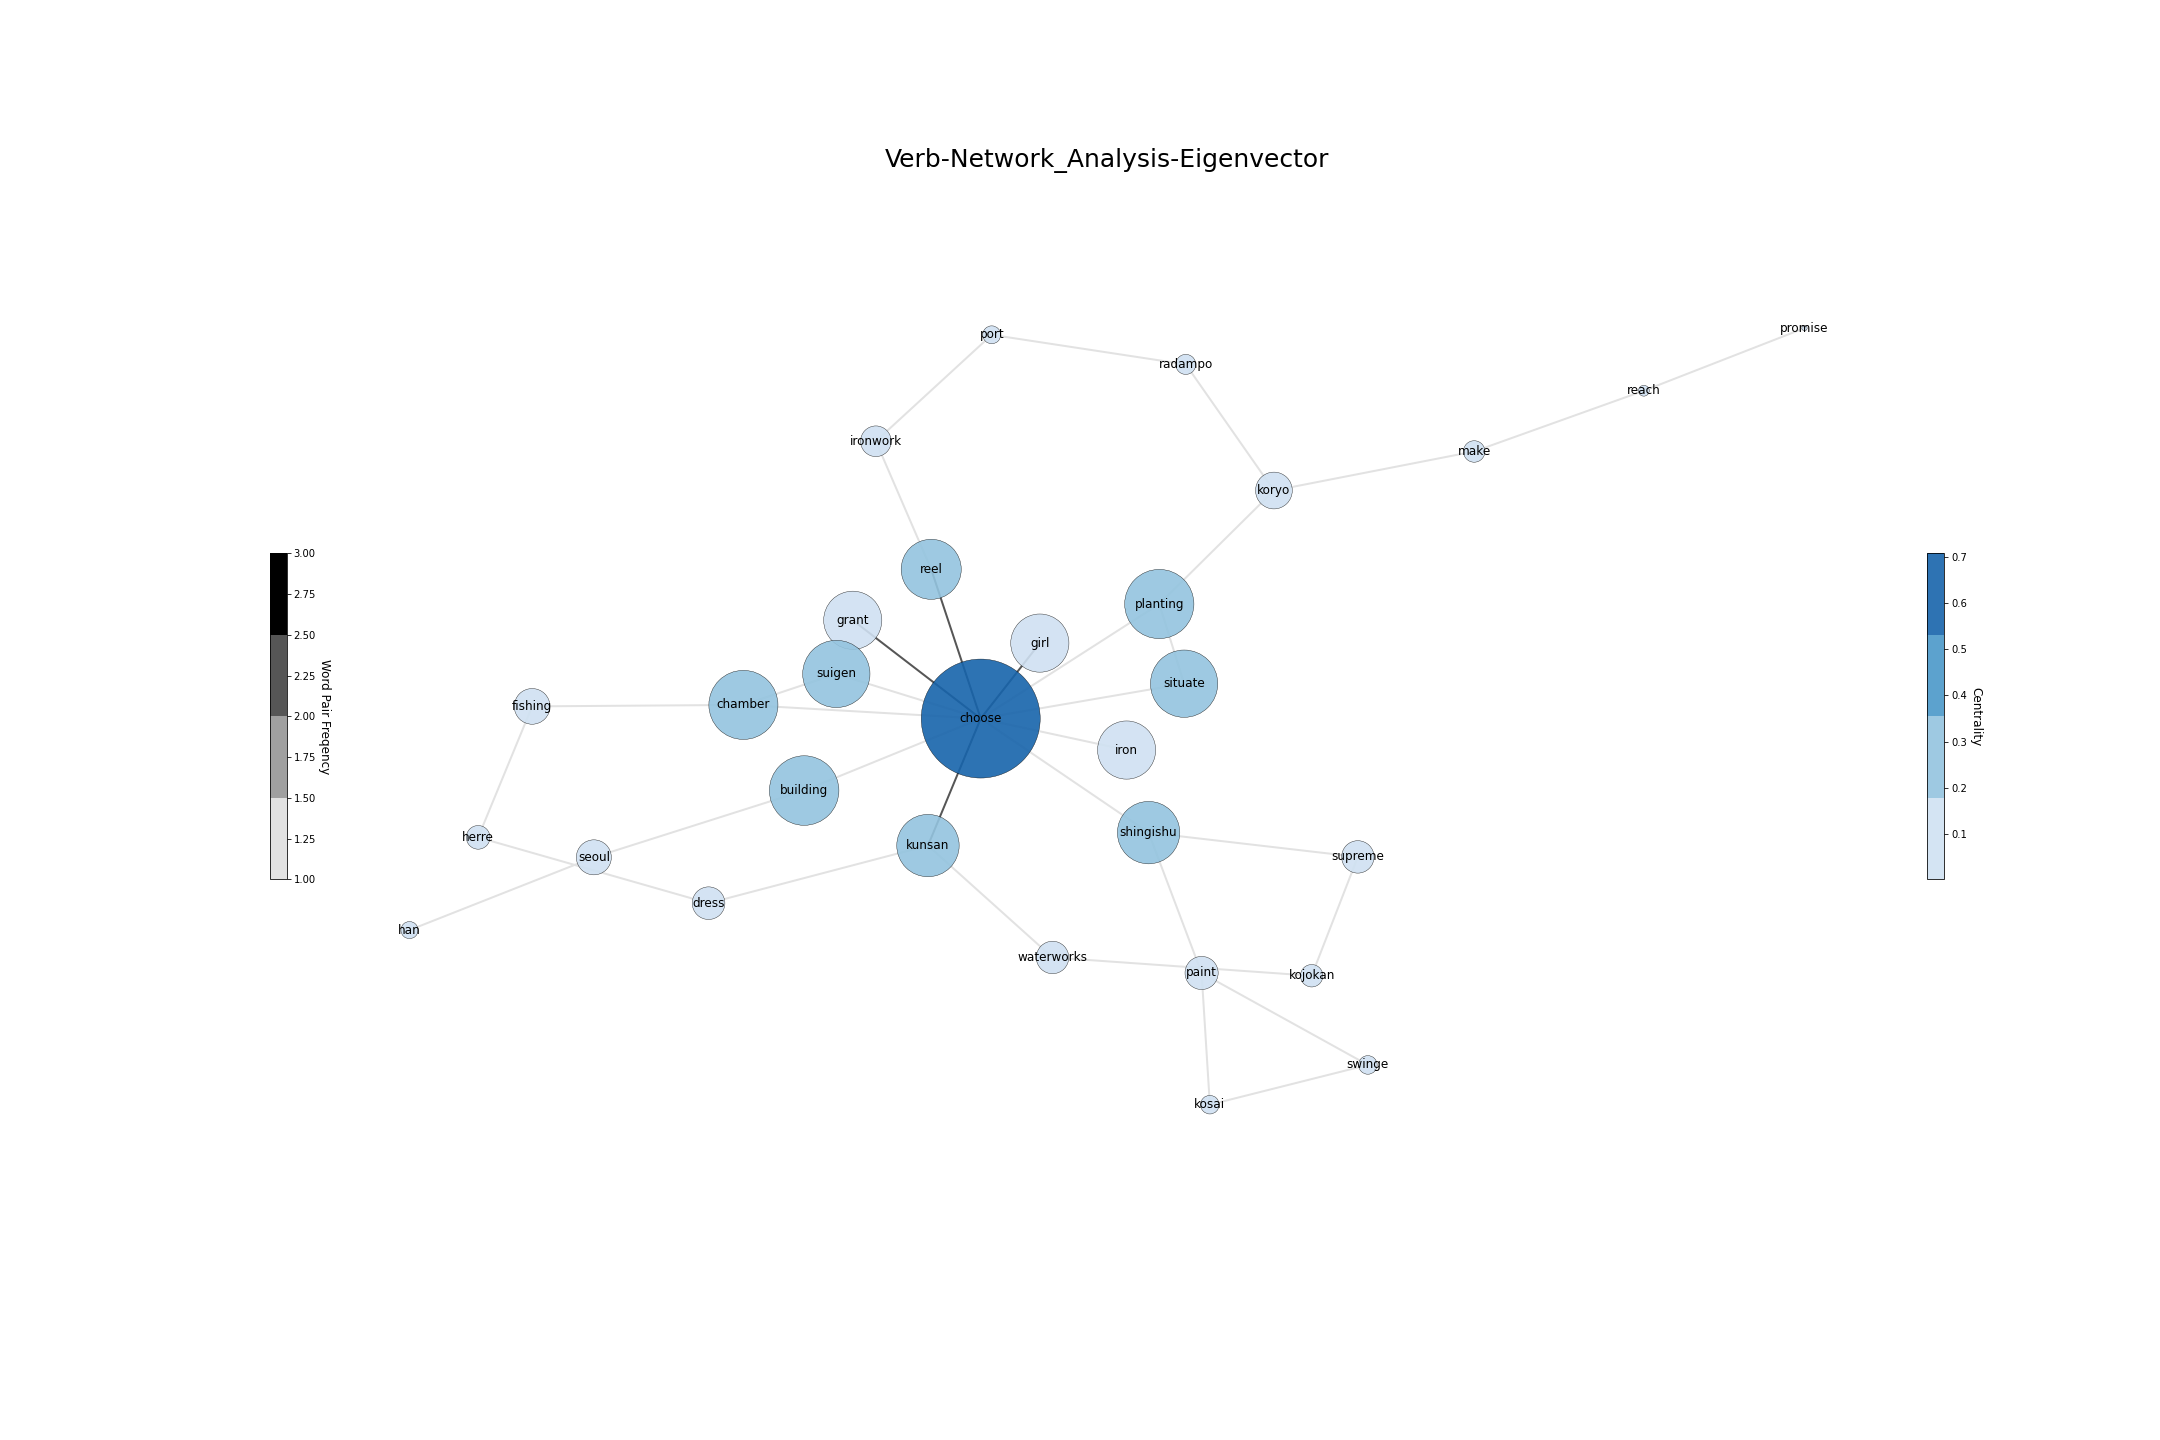 Verb-Network_Analysis-Eigenvector
promise
port
radampo
reach
ironwork
make
koryo
reel
planting
grant
girl
suigen
situate
chamber
fishing
choose
iron
building
shingishu
herre
kunsan
seoul
supreme
dress
han
waterworks
paint
kojokan
swinge
kosai
3.00
2.75
2.50
2.25
2.00
1.75
1.50
1.25
1.00
Word Pair Freqency
0.7
0.6
0.5
0.4
0.3
0.2
0.1
Centrality